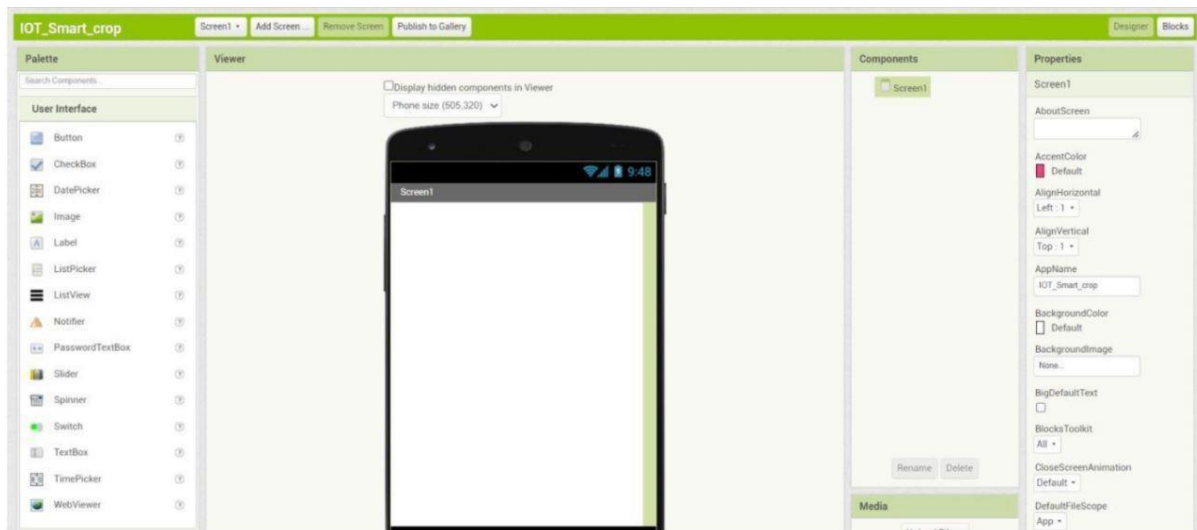 IOT_Smart_crop
Screen1
Add Screen ...
Remove Screen
Publish to Gallery
Designer
Blocks
Palette
Search Components...
User Interface
Button
CheckBox
DatePicker
Image
Label
ListPicker
ListView
Notifier
PasswordTextBox
Slider
Spinner
Switch
TextBox
TimePicker
WebViewer
Viewer
Display hidden components in Viewer
Phone size (505,320)
9:48
Screen1
Components
Screen1
Rename
Delete
Media
Properties
Screen1
AboutScreen
AccentColor
Default
AlignHorizontal
Left : 1
AlignVertical
Top : 1
AppName
IOT_Smart_crop
BackgroundColor
Default
BackgroundImage
None...
BigDefaultText
BlocksToolkit
All
CloseScreenAnimation
Default
DefaultFileScope
App